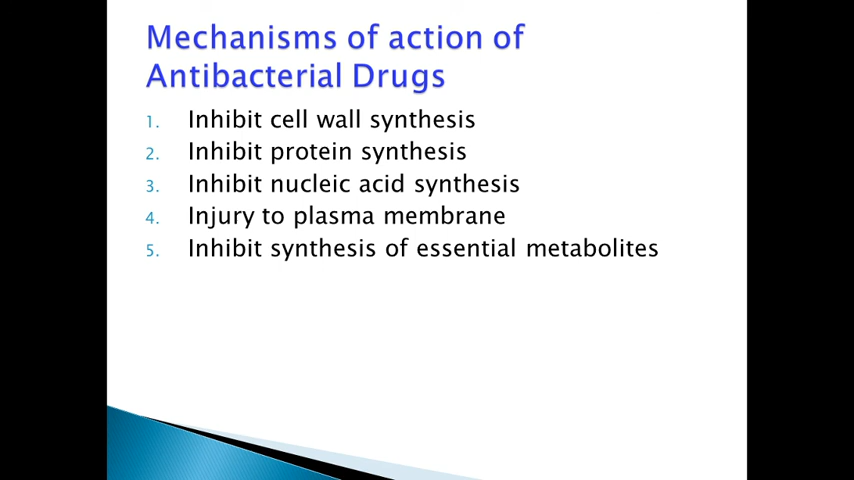 Mechanisms of action of
Antibacterial Drugs
1. Inhibit cell wall synthesis
2. Inhibit protein synthesis
3. Inhibit nucleic acid synthesis
4. Injury to plasma membrane
5. Inhibit synthesis of essential metabolites